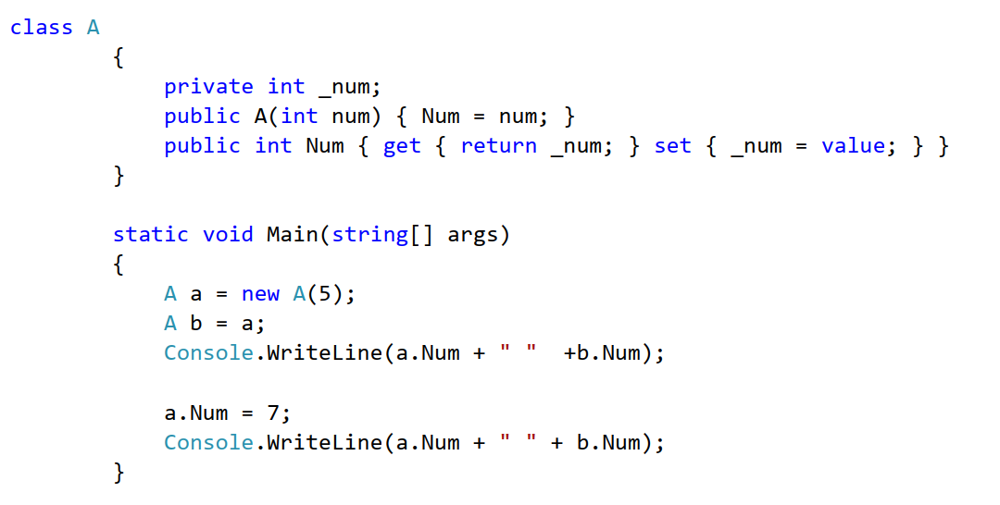 class A
{
private int _num;
public A(int num) { Num = num; }
public int Num { get { return _num; } set { _num = value; } }
}
static void Main(string[] args)
{
A a = new A(5);
A b = a;
Console.WriteLine(a.Num + " "  +b.Num);
a.Num = 7;
Console.WriteLine(a.Num + " " + b.Num);
}